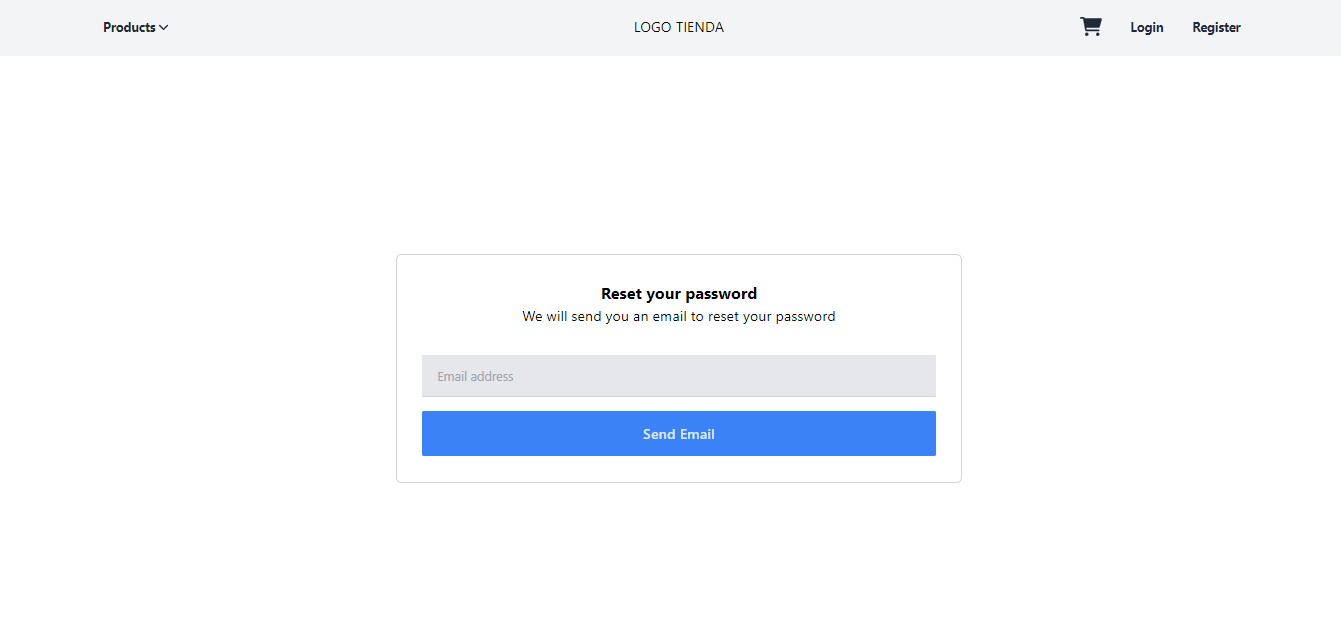 Products
LOGO TIENDA
Login
Register
Reset your password
We will send you an email to reset your password
Email address
Send Email